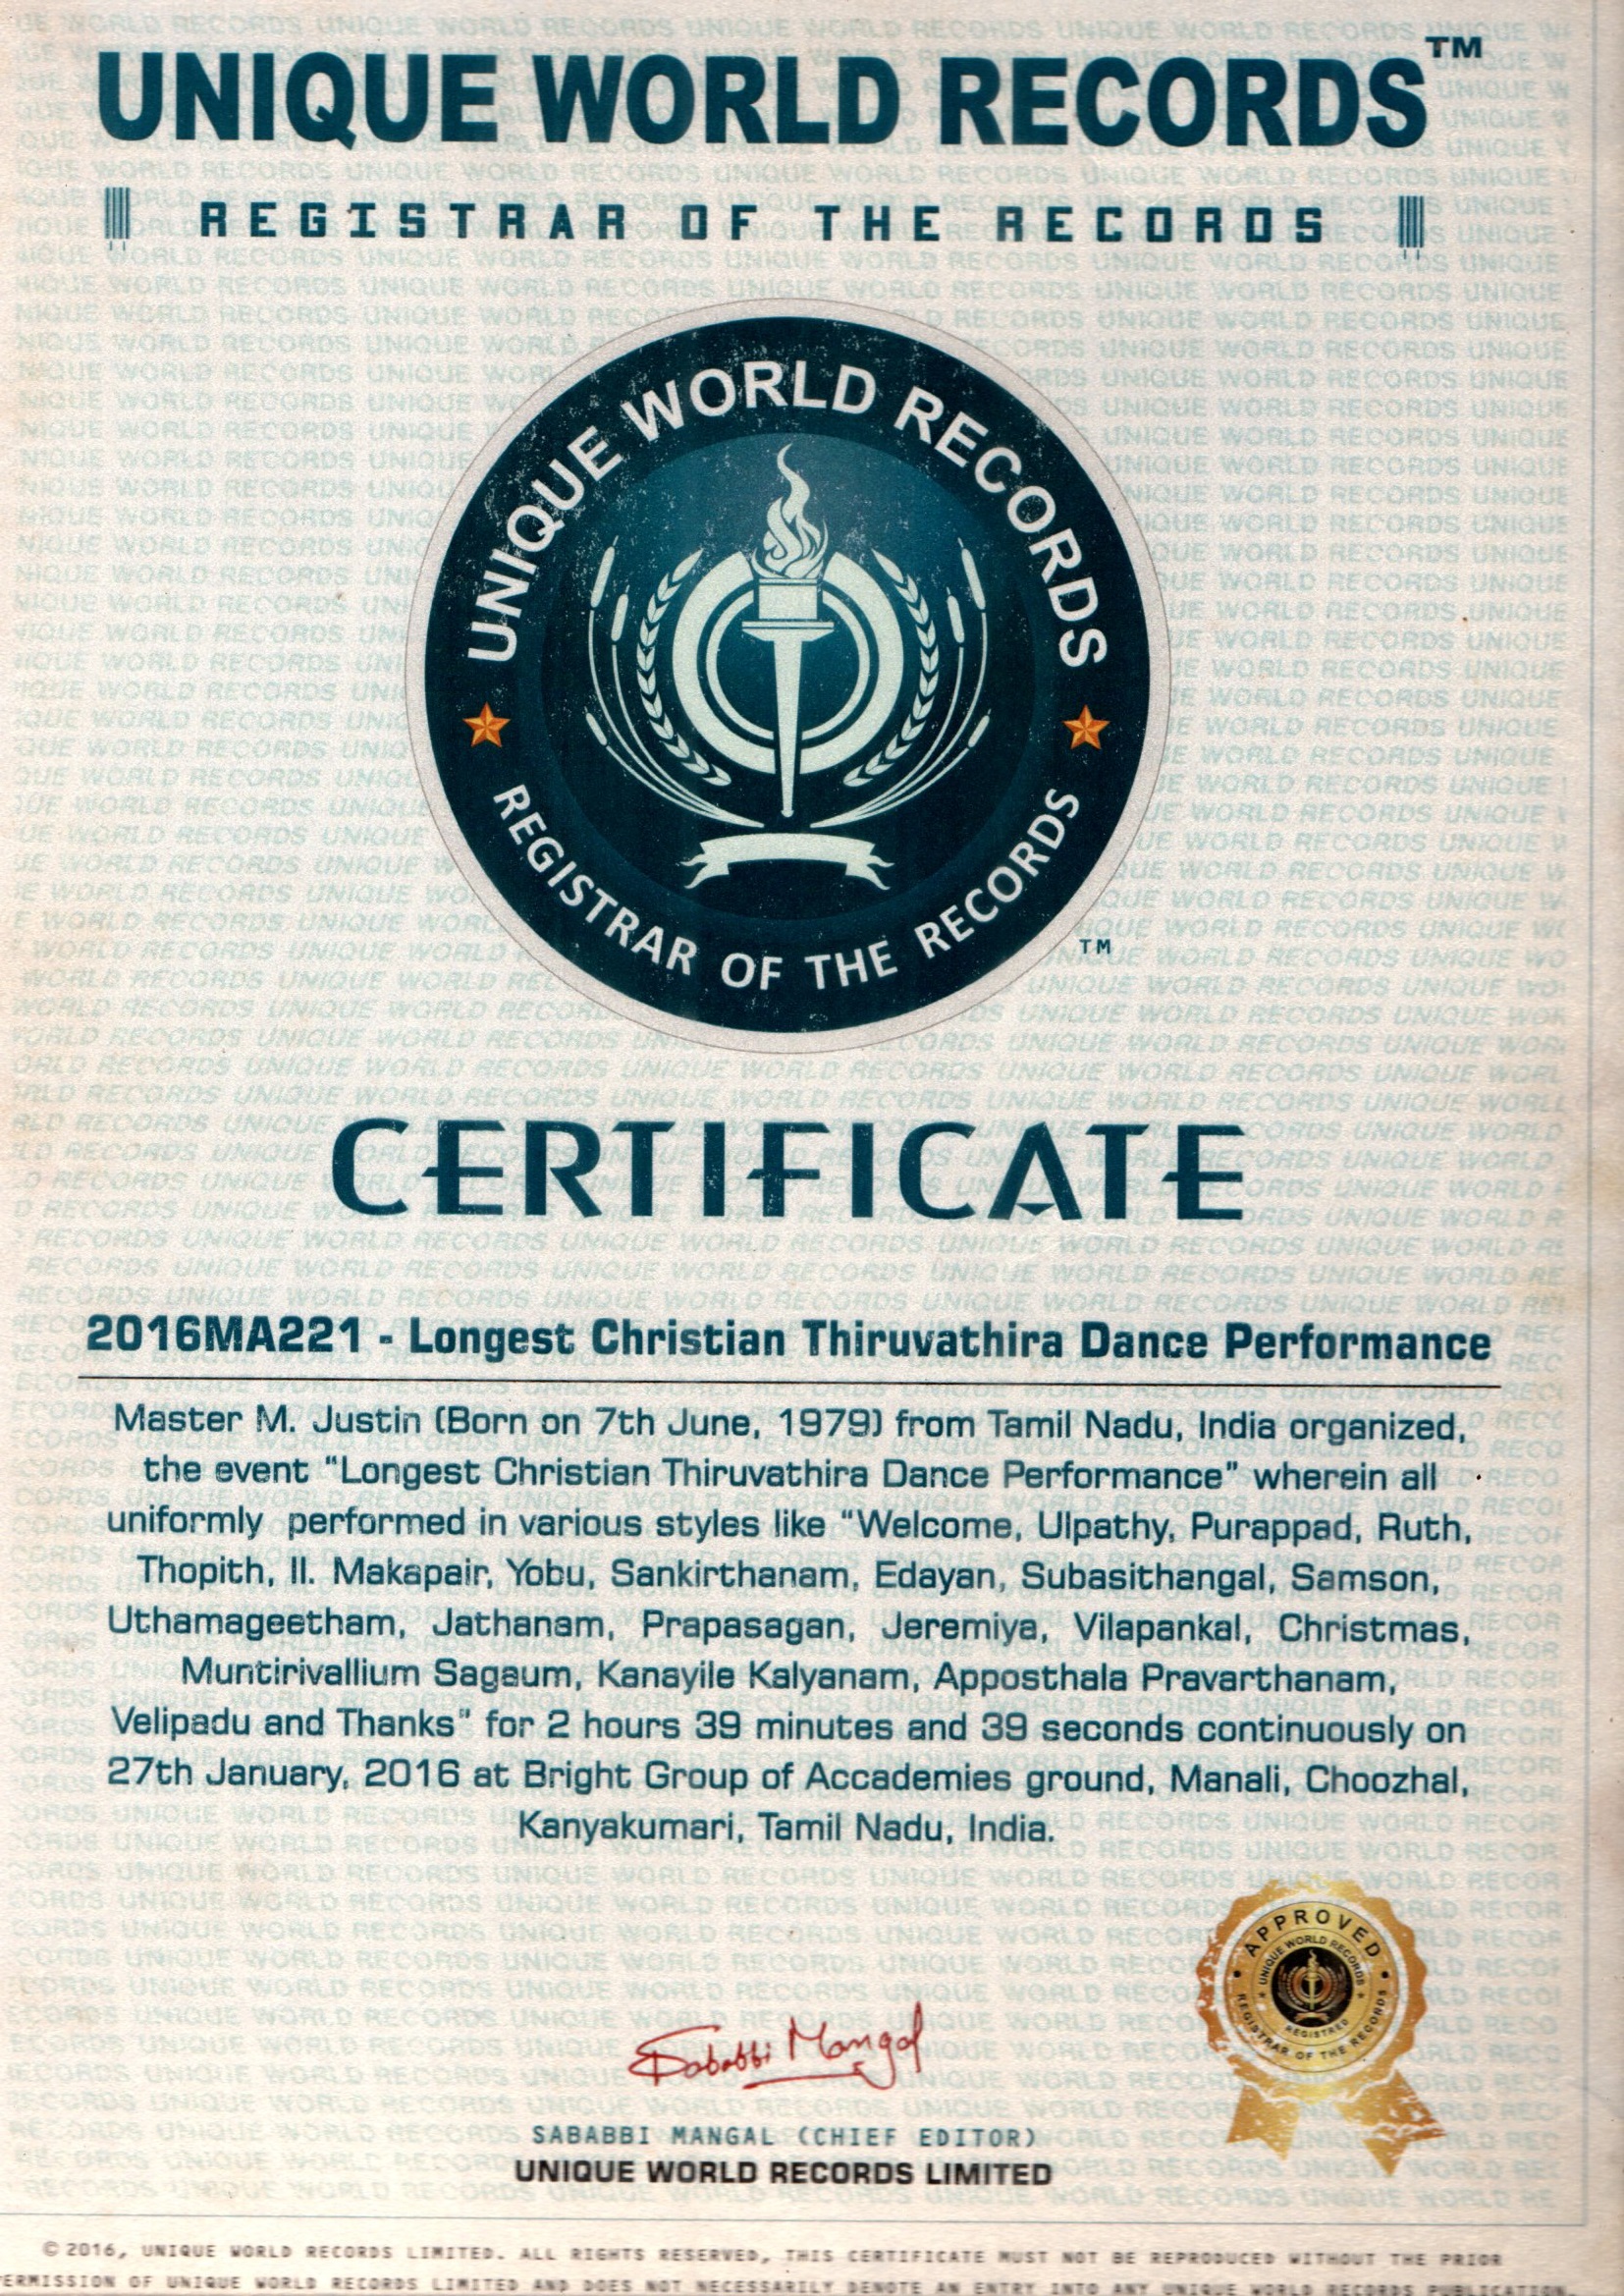 UNIQUE WORLD RECORDS™
REGISTRAR OF THE RECORDS
UNIQUE WORLD RECORDS
REGISTRAR OF THE RECORDS
TM
CERTIFICATE
2016MA221 - Longest Christian Thiruvathira Dance Performance
Master M. Justin (Born on 7th June, 1979) from Tamil Nadu, India organized,
the event “Longest Christian Thiruvathira Dance Performance” wherein all
uniformly performed in various styles like “Welcome, Ulpathy, Purappad, Ruth,
Thopith, II. Makapair, Yobu, Sankirthanam, Edayan, Subasithangal, Samson,
Uthamageetham, Jathanam, Prapasagan, Jeremiya, Vilapankal, Christmas,
Muntirivallium Sagaum, Kanayile Kalyanam, Apposthala Pravarthanam,
Velipadu and Thanks” for 2 hours 39 minutes and 39 seconds continuously on
27th January, 2016 at Bright Group of Accademies ground, Manali, Choozhal,
Kanyakumari, Tamil Nadu, India.
APPROVED
UNIQUE WORLD RECORDS
REGISTERED
REGISTRAR OF THE RECORDS
Sababbi Mangal
SABABBI MANGAL (CHIEF EDITOR)
UNIQUE WORLD RECORDS LIMITED
© 2016, UNIQUE WORLD RECORDS LIMITED. ALL RIGHTS RESERVED, THIS CERTIFICATE MUST NOT BE REPRODUCED WITHOUT THE PRIOR
ERMISSION OF UNIQUE WORLD RECORDS LIMITED AND DOES NOT NECESSARILY DENOTE AN ENTRY INTO ANY UNIQUE WORLD RECORDS PUBLICATION